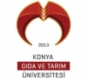 2013
KONYA
GIDA VE TARIM
ÜNİVERSİTESİ